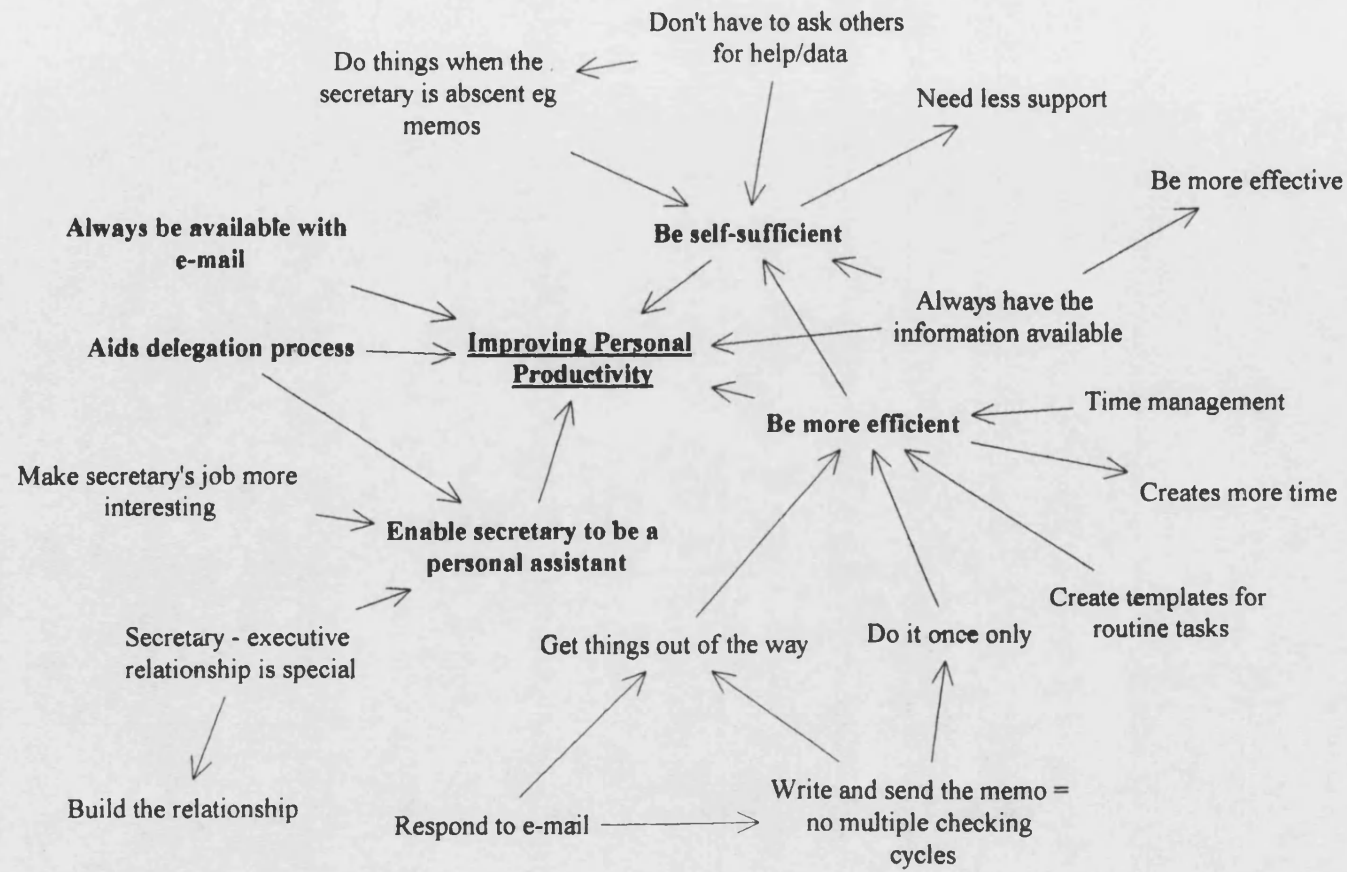 Don't have to ask others
for help/data
Do things when the
secretary is abscent eg
memos
Need less support
Be more effective
Always be available with
e-mail
Be self-sufficient
Always have the
information available
Aids delegation process
Improving Personal
Productivity
Time management
Be more efficient
Make secretary's job more
interesting
Creates more time
Enable secretary to be a
personal assistant
Create templates for
routine tasks
Secretary - executive
relationship is special
Get things out of the way
Do it once only
Build the relationship
Respond to e-mail
Write and send the memo =
no multiple checking
cycles